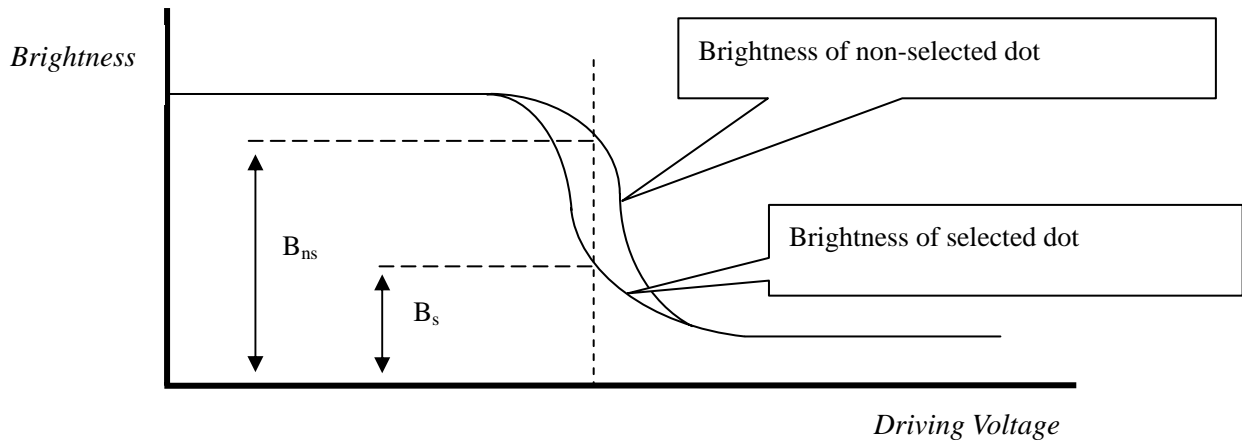 Brightness
Brightness of non-selected dot
Brightness of selected dot
Bns
Bs
Driving Voltage